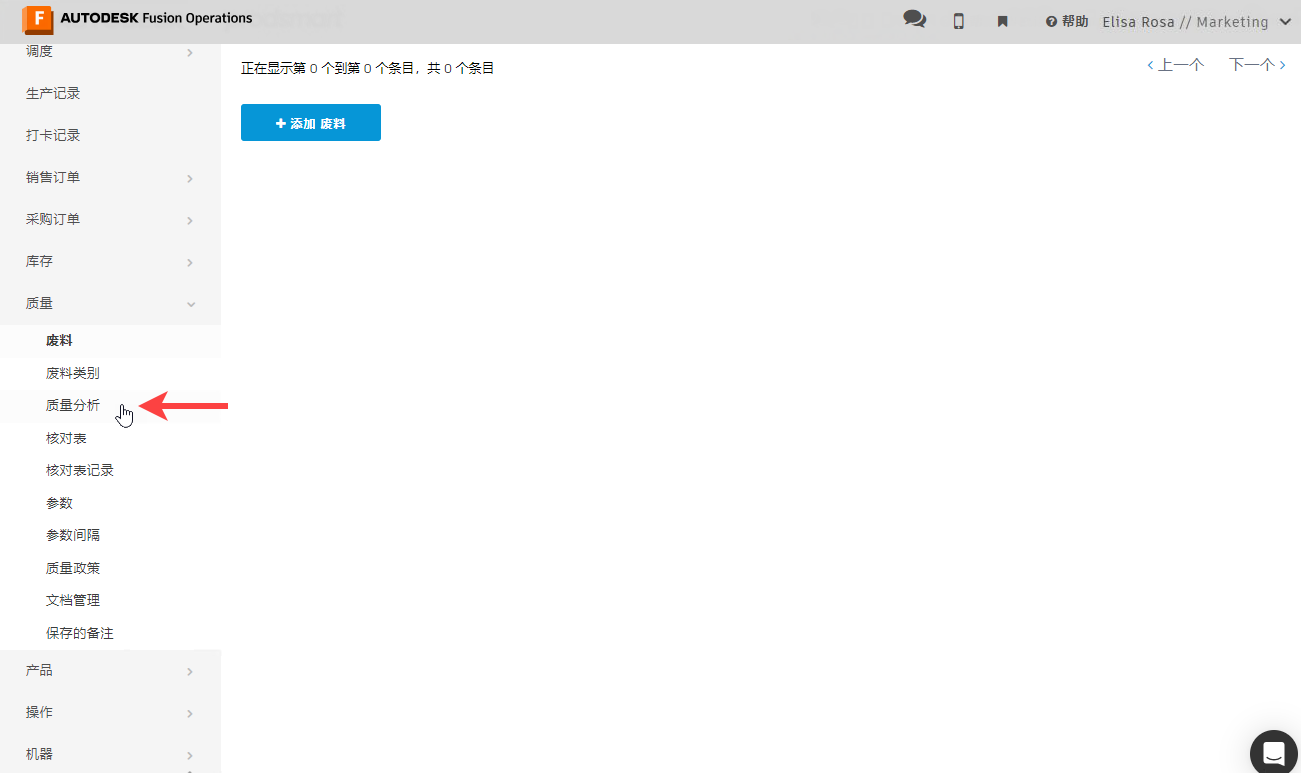 F AUTODESK Fusion Operations
帮助
Elisa Rosa // Marketing
调度
生产记录
打卡记录
销售订单
采购订单
库存
质量
废料
废料类别
质量分析
核对表
核对表记录
参数
参数间隔
质量政策
文档管理
保存的备注
产品
操作
机器
正在显示第 0 个到第 0 个条目，共 0 个条目
上一个
下一个
添加 废料